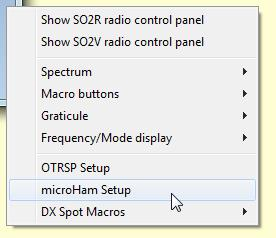 Show SO2R radio control panel
Show SO2V radio control panel
Spectrum
Macro buttons
Graticule
Frequency/Mode display
OTRSP Setup
microHam Setup
DX Spot Macros